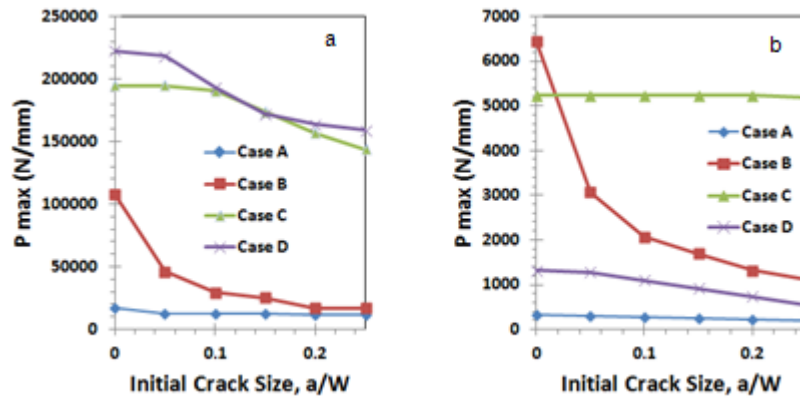 a
250000
200000
150000
100000
50000
0
P max (N/mm)
Case A
Case B
Case C
Case D
0
0.1
0.2
Initial Crack Size, a/W
b
7000
6000
5000
4000
3000
2000
1000
0
P max (N/mm)
Case A
Case B
Case C
Case D
0
0.1
0.2
Initial Crack Size, a/W